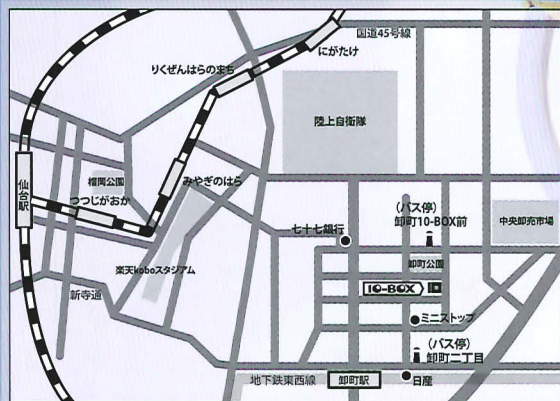 国道45号線
にがたけ
りくぜんはらのまち
陸上自衛隊
榴岡公園
みやぎのはら
仙台駅
つつじがおか
(バス停)
卸町10-BOX前
中央卸売市場
七十七銀行
卸町公園
楽天koboスタジアム
10-BOX
新寺通
ミニストップ
(バス停)
卸町二丁目
地下鉄東西線
卸町駅
日産